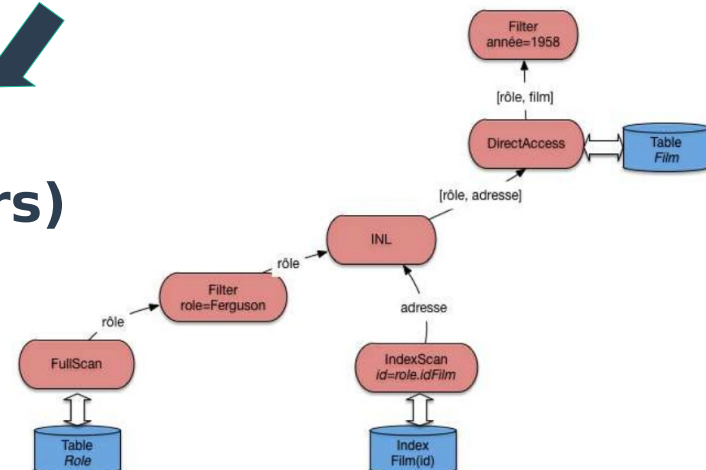 Filter
année=1958
[rôle, film]
DirectAccess
Table
Film
rs)
[rôle, adresse]
INL
rôle
Filter
role=Ferguson
adresse
rôle
FullScan
IndexScan
id=role.idFilm
Table
Role
Index
Film(id)